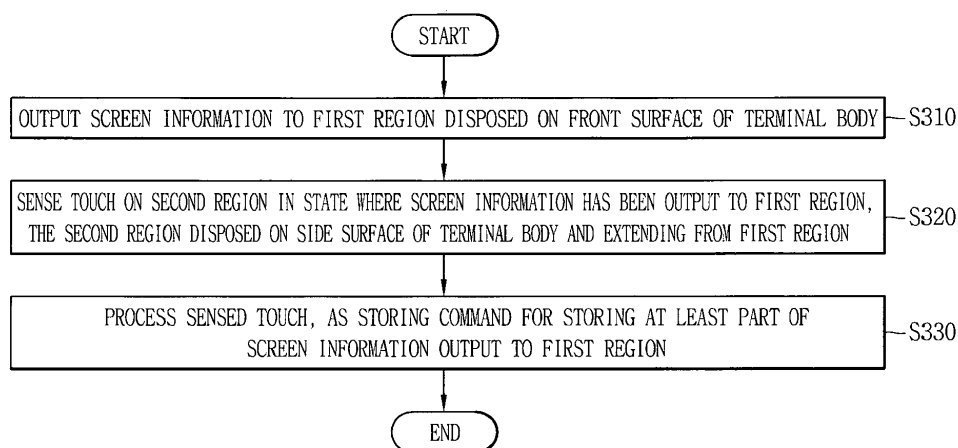 START
OUTPUT SCREEN INFORMATION TO FIRST REGION DISPOSED ON FRONT SURFACE OF TERMINAL BODY
S310
SENSE TOUCH ON SECOND REGION IN STATE WHERE SCREEN INFORMATION HAS BEEN OUTPUT TO FIRST REGION,
THE SECOND REGION DISPOSED ON SIDE SURFACE OF TERMINAL BODY AND EXTENDING FROM FIRST REGION
S320
PROCESS SENSED TOUCH, AS STORING COMMAND FOR STORING AT LEAST PART OF
SCREEN INFORMATION OUTPUT TO FIRST REGION
S330
END